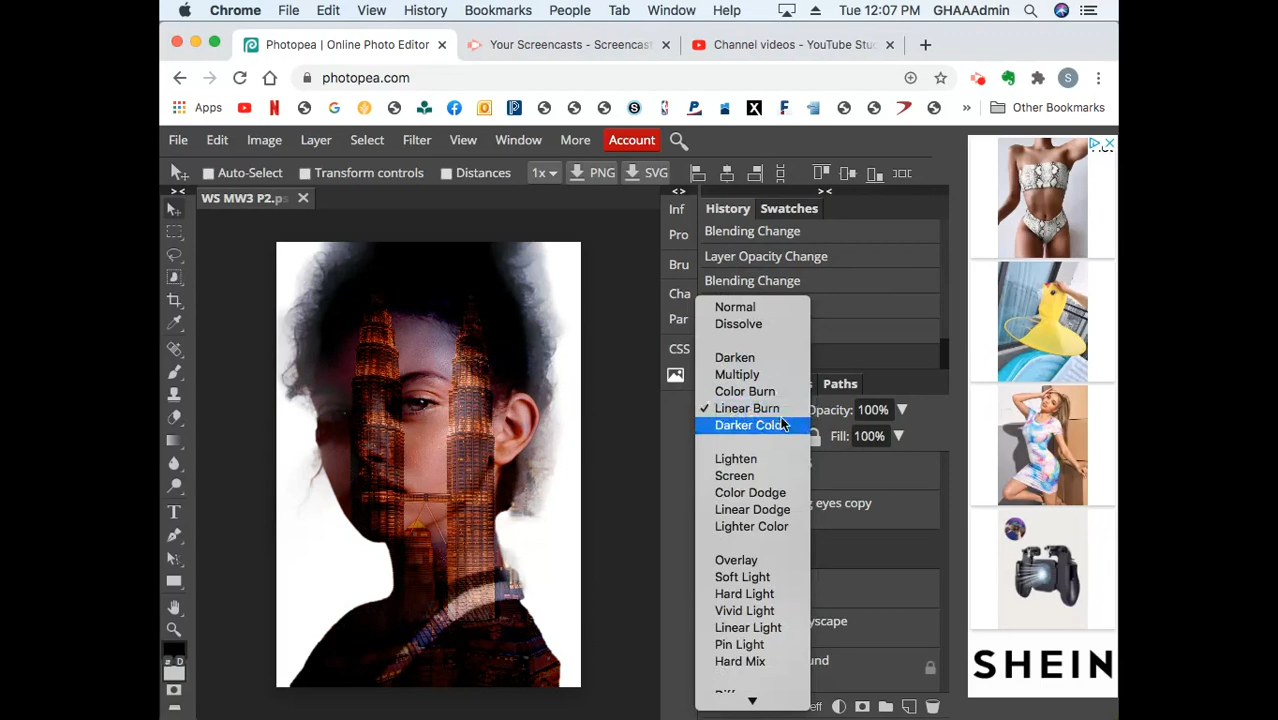 Chrome File Edit View History Bookmarks People Tab Window Help Tue 12:07 PM GHAAAdmin
Photopea | Online Photo Editor Your Screencasts - Screencast Channel videos - YouTube Stu
photopea.com S
Apps Other Bookmarks
File Edit Image Layer Select Filter View Window More Account
Auto-Select Transform controls Distances 1x PNG SVG
WS MW3 P2.ps
History Swatches
Inf
Pro
Bru
Cha
Par
CSS
Blending Change
Layer Opacity Change
Blending Change
Normal
Dissolve
Darken
Multiply
Color Burn
Linear Burn
Darker Color
Lighten
Screen
Color Dodge
Linear Dodge
Lighter Color
Overlay
Soft Light
Hard Light
Vivid Light
Linear Light
Pin Light
Hard Mix
Paths
Opacity: 100%
Fill: 100%
eyes copy
yscape
und
eff
SHEIN